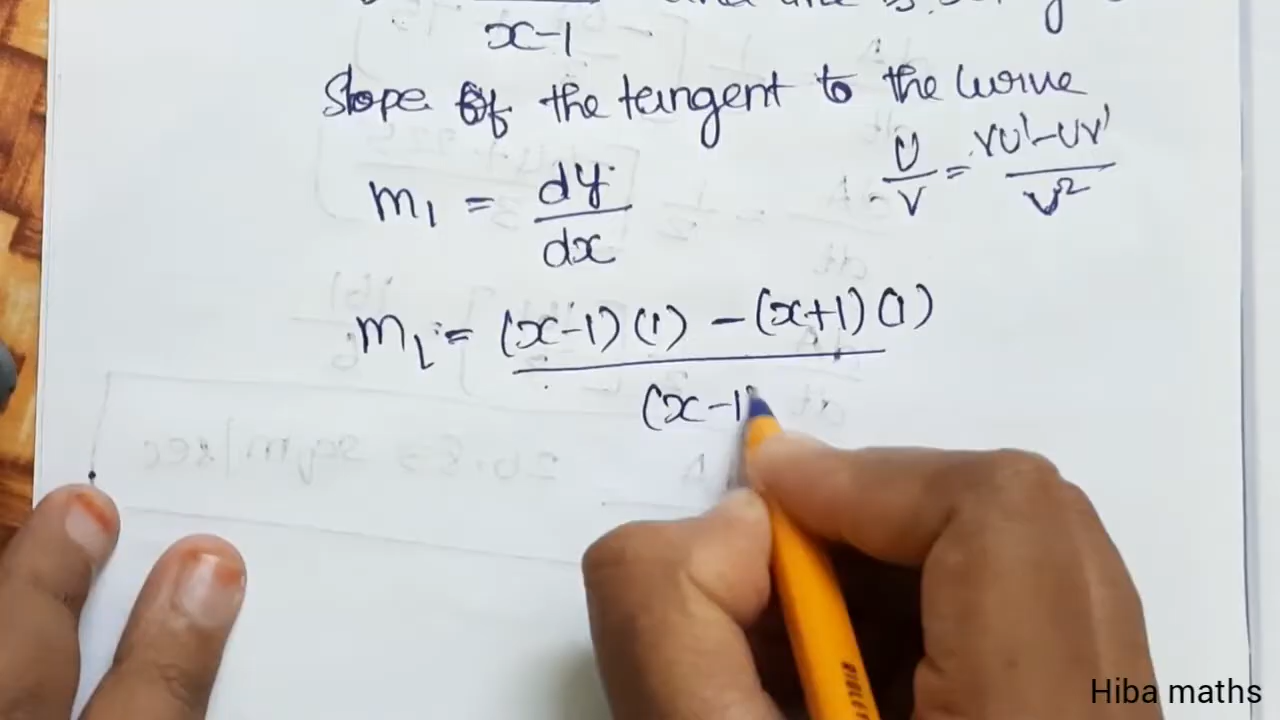 x-1
Slope of the tangent to the curve
U/V = VU'-UV'/V²
m1 = dy/dx
m1 = (x-1)(1) - (x+1)(1)
(x-1)
Hiba maths